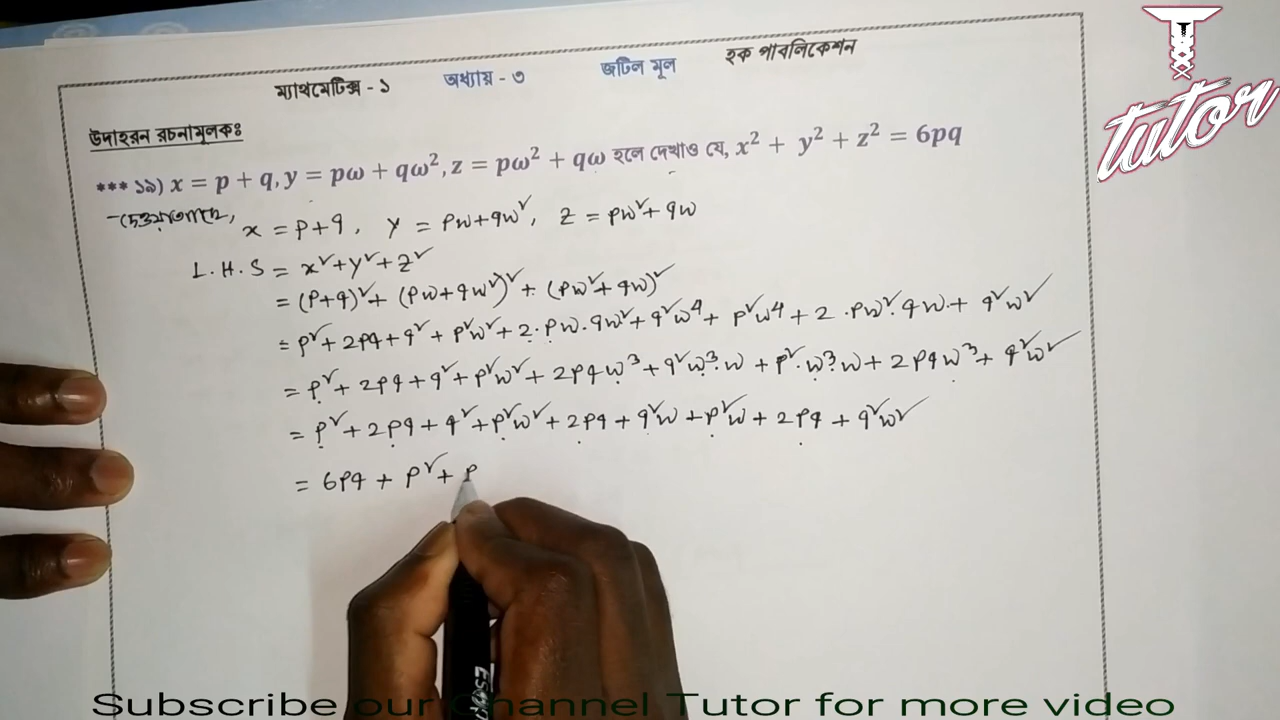 ম্যাথমেটিক্স - ১ অধ্যায় - ৩ জটিল মূল হক পাবলিকেশন
T
tutor
উদাহরন রচনামূলকঃ
*** ১৯) x = p + q, y = pω + qω², z = pω² + qω হলে দেখাও যে, x² + y² + z² = 6pq
x = p+q, y = pω+qω², z = pω²+qω
L.H.S = x²+y²+z²
= (p+q)² + (pω+qω²)² + (pω²+qω)²
= p² + 2pq + q² + p²ω² + 2·pω·qω² + q²ω⁴ + p²ω⁴ + 2·pω²·qω + q²ω²
= p² + 2pq + q² + p²ω² + 2pqω³ + q²ω³·ω + p²·ω³·ω + 2pqω³ + q²ω²
= p² + 2pq + q² + p²ω² + 2pq + q²ω + p²ω + 2pq + q²ω²
= 6pq + p² + p
Subscribe our Channel Tutor for more video